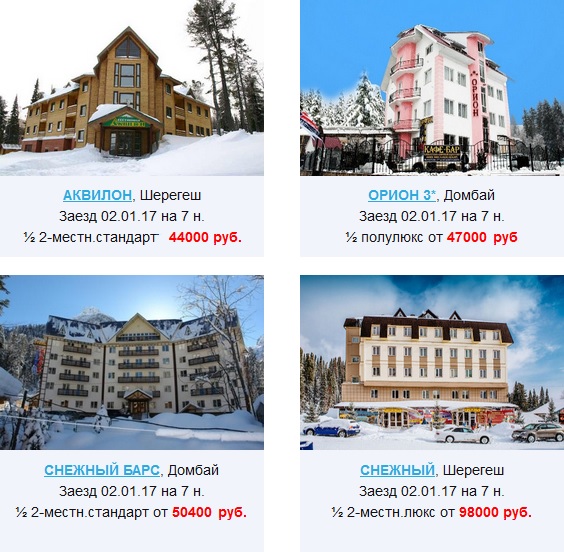 ОРИОН
КАФЕ-БАР
АКВИЛОН, Шерегеш
Заезд 02.01.17 на 7 н.
½ 2-местн.стандарт 44000 руб.
ОРИОН 3*, Домбай
Заезд 02.01.17 на 7 н.
½ полулюкс от 47000 руб
СНЕЖНЫЙ БАРС, Домбай
Заезд 02.01.17 на 7 н.
½ 2-местн.стандарт от 50400 руб.
СНЕЖНЫЙ, Шерегеш
Заезд 02.01.17 на 7 н.
½ 2-местн.люкс от 98000 руб.